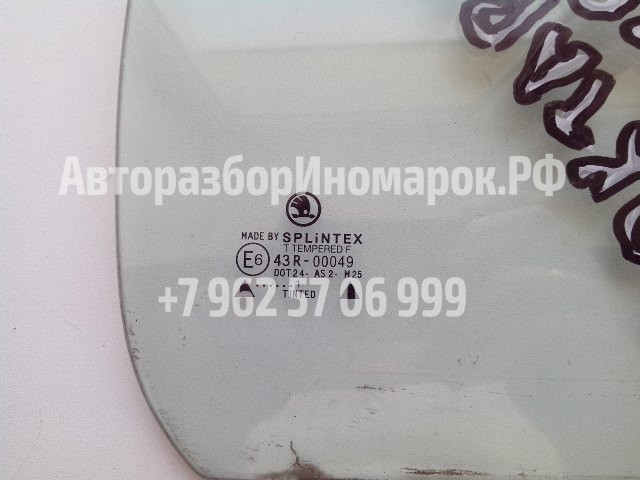 АвторазборИномарок.РФ
MADE BY SPLiNTEX
T TEMPERED F
E6 43R-00049
DOT24- AS2- M25
TINTED
+7 962 57 06 999